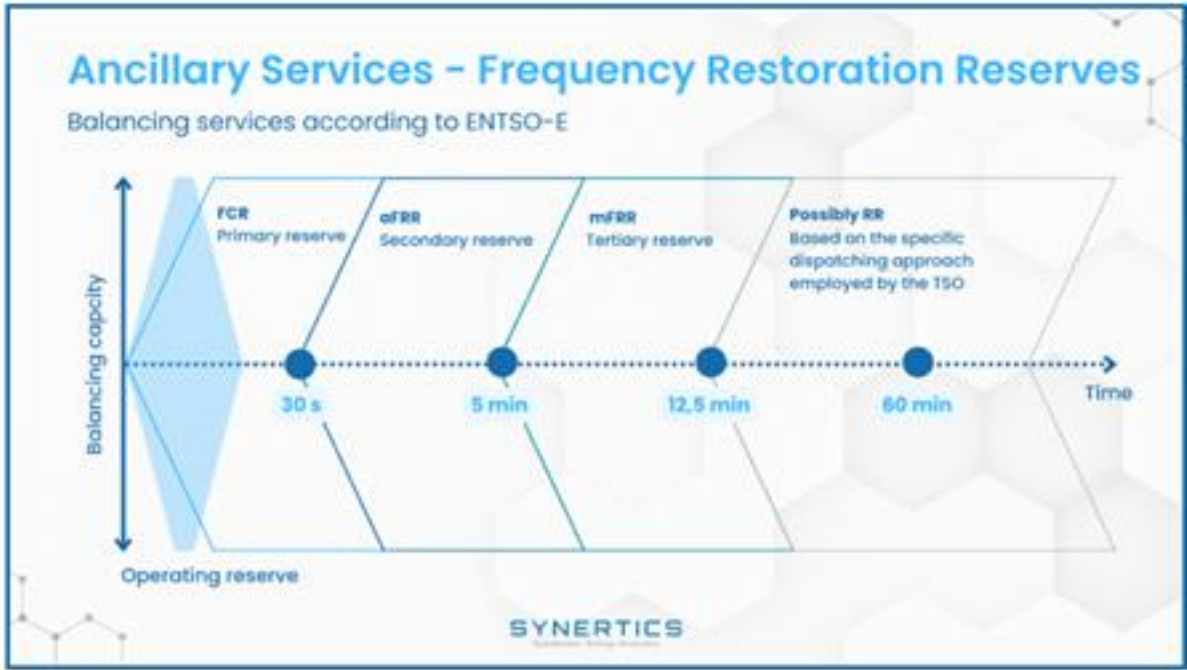 Ancillary Services - Frequency Restoration Reserves
Balancing services according to ENTSO-E
FCR
Primary reserve
aFRR
Secondary reserve
mFRR
Tertiary reserve
Possibly RR
Based on the specific
dispatching approach
employed by the TSO
Balancing capcity
30 s
5 min
12,5 min
60 min
Time
Operating reserve
SYNERTICS